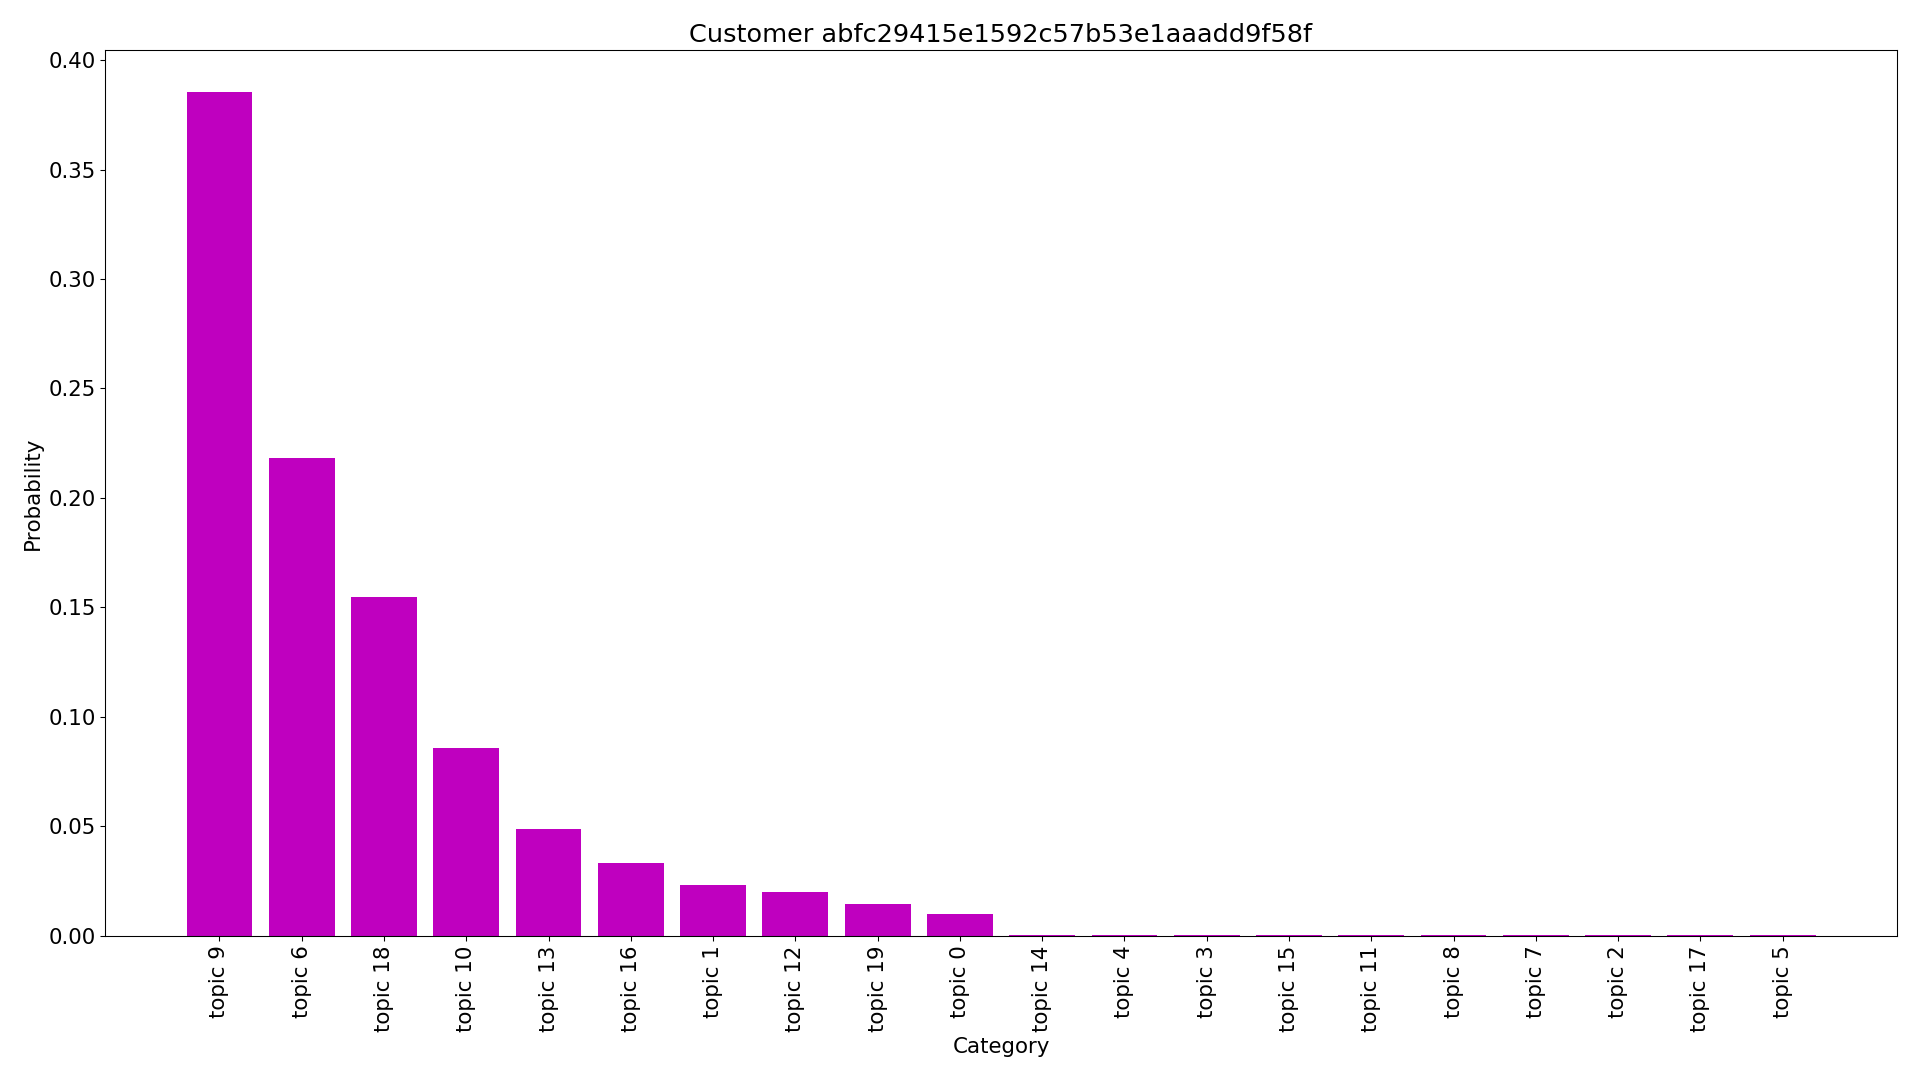 Customer abfc29415e1592c57b53e1aaadd9f58f
Probability
0.40
0.35
0.30
0.25
0.20
0.15
0.10
0.05
0.00
topic 9
topic 6
topic 18
topic 10
topic 13
topic 16
topic 1
topic 12
topic 19
topic 0
topic 14
topic 4
topic 3
topic 15
topic 11
topic 8
topic 7
topic 2
topic 17
topic 5
Category